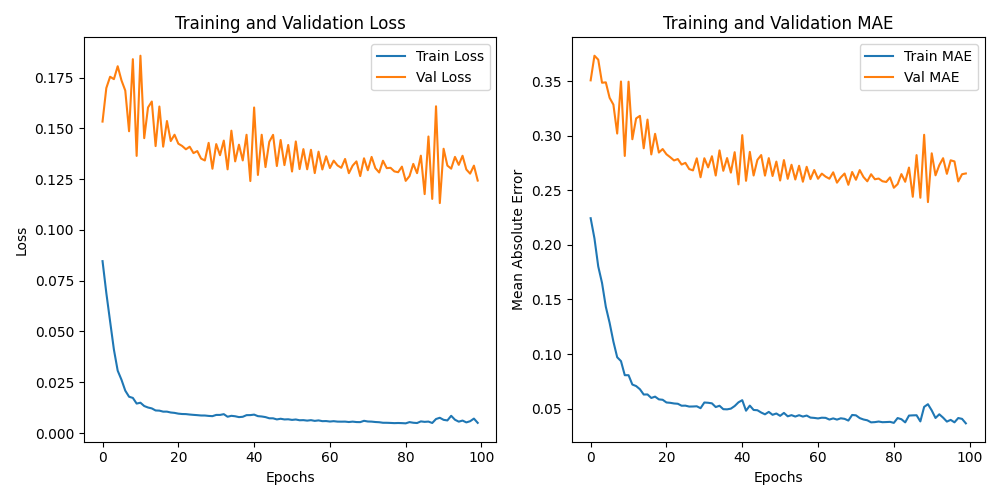 Training and Validation Loss
Train Loss
Val Loss
0.175
0.150
0.125
0.100
0.075
0.050
0.025
0.000
Loss
0
20
40
60
80
100
Epochs
Training and Validation MAE
Train MAE
Val MAE
0.35
0.30
0.25
0.20
0.15
0.10
0.05
Mean Absolute Error
0
20
40
60
80
100
Epochs